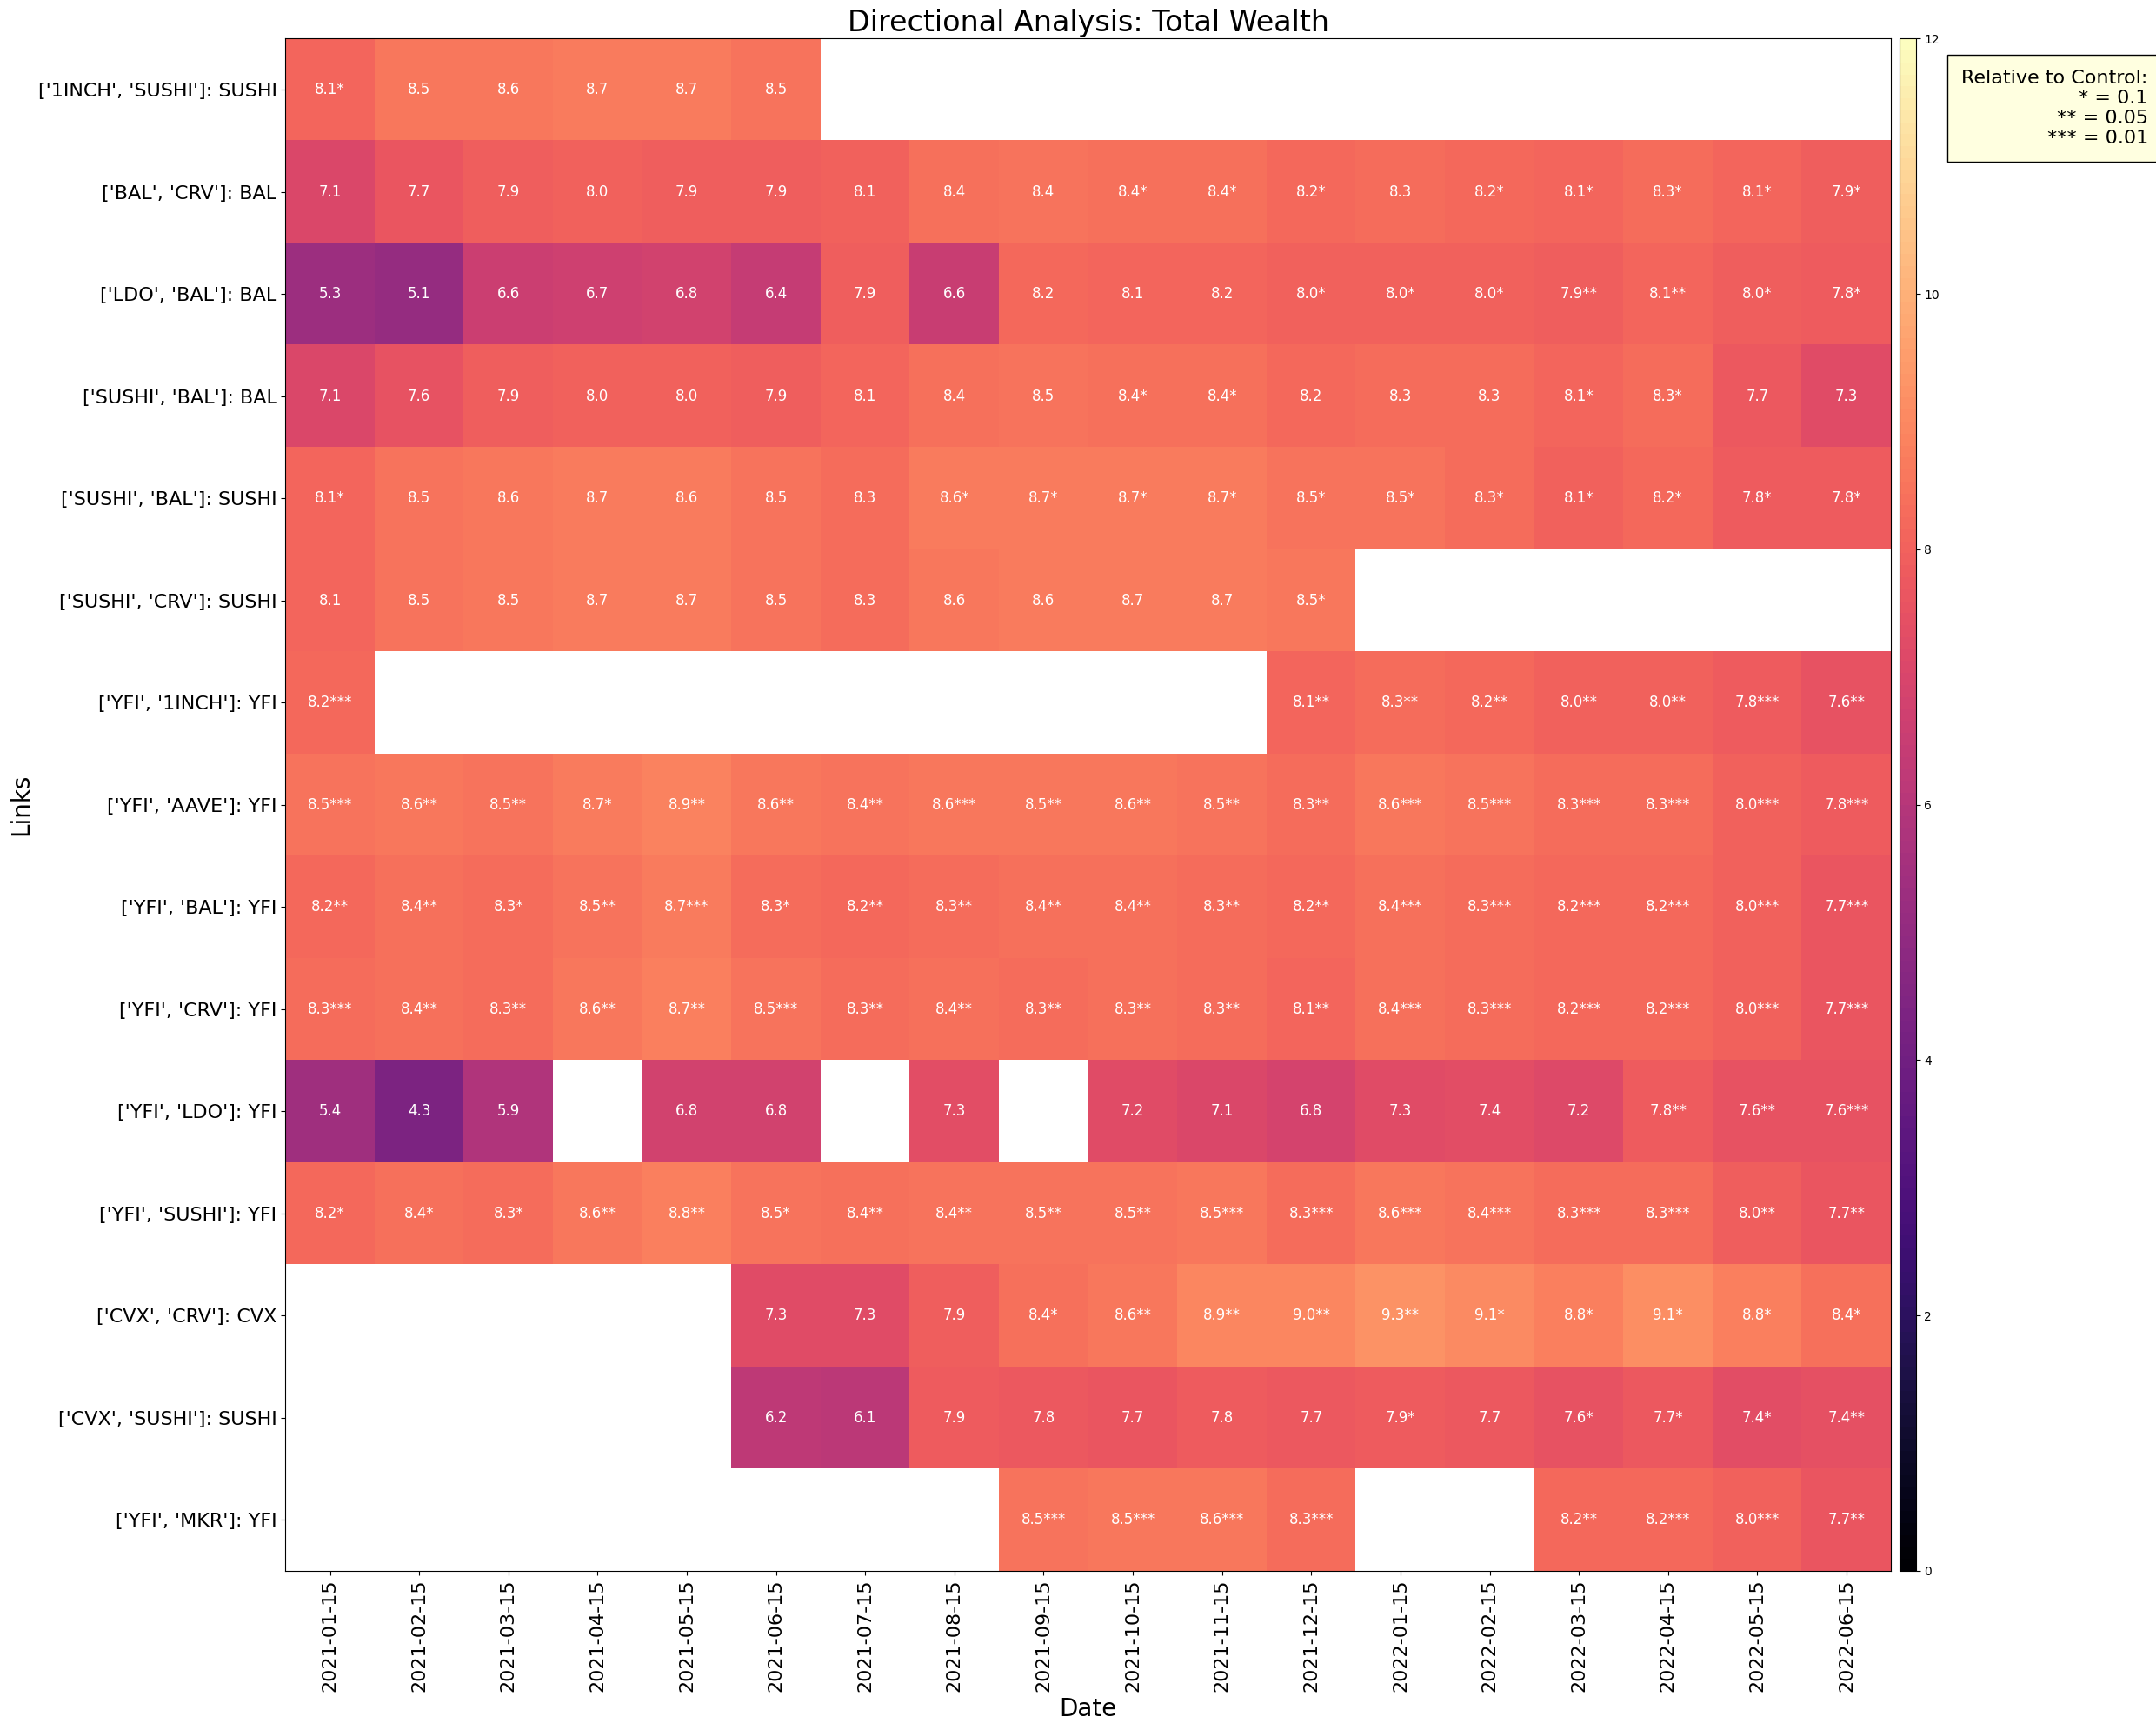 Directional Analysis: Total Wealth
['1INCH', 'SUSHI']: SUSHI 8.1* 8.5 8.6 8.7 8.7 8.5
['BAL', 'CRV']: BAL 7.1 7.7 7.9 8.0 7.9 7.9 8.1 8.4 8.4 8.4* 8.4* 8.2* 8.3 8.2* 8.1* 8.3* 8.1* 7.9*
['LDO', 'BAL']: BAL 5.3 5.1 6.6 6.7 6.8 6.4 7.9 6.6 8.2 8.1 8.2 8.0* 8.0* 8.0* 7.9** 8.1** 8.0* 7.8*
['SUSHI', 'BAL']: BAL 7.1 7.6 7.9 8.0 8.0 7.9 8.1 8.4 8.5 8.4* 8.4* 8.2 8.3 8.3 8.1* 8.3* 7.7 7.3
['SUSHI', 'BAL']: SUSHI 8.1* 8.5 8.6 8.7 8.6 8.5 8.3 8.6* 8.7* 8.7* 8.7* 8.5* 8.5* 8.3* 8.1* 8.2* 7.8* 7.8*
['SUSHI', 'CRV']: SUSHI 8.1 8.5 8.5 8.7 8.7 8.5 8.3 8.6 8.6 8.7 8.7 8.5*
['YFI', '1INCH']: YFI 8.2*** 8.1** 8.3** 8.2** 8.0** 8.0** 7.8*** 7.6**
['YFI', 'AAVE']: YFI 8.5*** 8.6** 8.5** 8.7* 8.9** 8.6** 8.4** 8.6*** 8.5** 8.6** 8.5** 8.3** 8.6*** 8.5*** 8.3*** 8.3*** 8.0*** 7.8***
['YFI', 'BAL']: YFI 8.2** 8.4** 8.3* 8.5** 8.7*** 8.3* 8.2** 8.3** 8.4** 8.4** 8.3** 8.2** 8.4*** 8.3*** 8.2*** 8.2*** 8.0*** 7.7***
['YFI', 'CRV']: YFI 8.3*** 8.4** 8.3** 8.6** 8.7** 8.5*** 8.3** 8.4** 8.3** 8.3** 8.3** 8.1** 8.4*** 8.3*** 8.2*** 8.2*** 8.0*** 7.7***
['YFI', 'LDO']: YFI 5.4 4.3 5.9 6.8 6.8 7.3 7.2 7.1 6.8 7.3 7.4 7.2 7.8** 7.6** 7.6***
['YFI', 'SUSHI']: YFI 8.2* 8.4* 8.3* 8.6** 8.8** 8.5* 8.4** 8.4** 8.5** 8.5** 8.5*** 8.3*** 8.6*** 8.4*** 8.3*** 8.3*** 8.0** 7.7**
['CVX', 'CRV']: CVX 7.3 7.3 7.9 8.4* 8.6** 8.9** 9.0** 9.3** 9.1* 8.8* 9.1* 8.8* 8.4*
['CVX', 'SUSHI']: SUSHI 6.2 6.1 7.9 7.8 7.7 7.8 7.7 7.9* 7.7 7.6* 7.7* 7.4* 7.4**
['YFI', 'MKR']: YFI 8.5*** 8.5*** 8.6*** 8.3*** 8.2** 8.2*** 8.0*** 7.7**
Links
2021-01-15
2021-02-15
2021-03-15
2021-04-15
2021-05-15
2021-06-15
2021-07-15
2021-08-15
2021-09-15
2021-10-15
2021-11-15
2021-12-15
2022-01-15
2022-02-15
2022-03-15
2022-04-15
2022-05-15
2022-06-15
Date
12
10
8
6
4
2
0
Relative to Control:
* = 0.1
** = 0.05
*** = 0.01